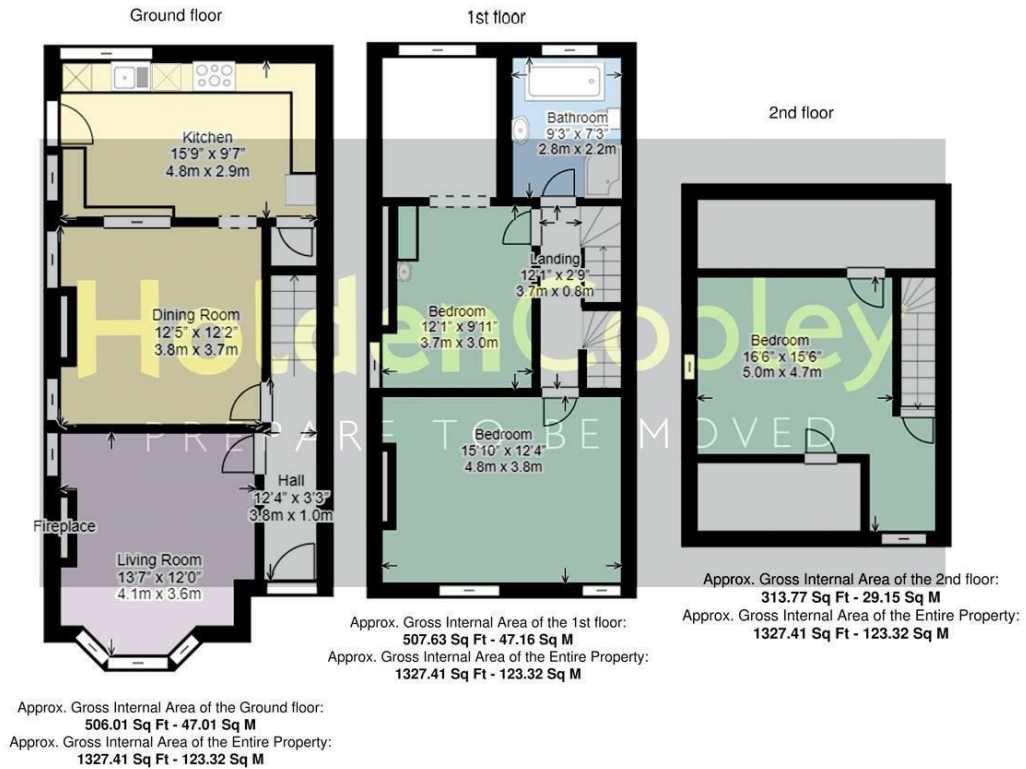 Ground floor
1st floor
2nd floor
Kitchen
15'9" x 9'7"
4.8m x 2.9m
Dining Room
12'5" x 12'2"
3.8m x 3.7m
Hall
12'4" x 3'3"
3.8m x 1.0m
Fireplace
Living Room
13'7" x 12'0"
4.1m x 3.6m
Bathroom
9'3" x 7'3"
2.8m x 2.2m
Landing
12'1" x 2'9"
3.7m x 0.8m
Bedroom
12'1" x 9'11"
3.7m x 3.0m
Bedroom
15'10" x 12'4"
4.8m x 3.8m
Bedroom
16'6" x 15'6"
5.0m x 4.7m
HoldenCopley
PREPARE TO BE MOVED
Approx. Gross Internal Area of the Ground floor:
506.01 Sq Ft - 47.01 Sq M
Approx. Gross Internal Area of the Entire Property:
1327.41 Sq Ft - 123.32 Sq M
Approx. Gross Internal Area of the 1st floor:
507.63 Sq Ft - 47.16 Sq M
Approx. Gross Internal Area of the Entire Property:
1327.41 Sq Ft - 123.32 Sq M
Approx. Gross Internal Area of the 2nd floor:
313.77 Sq Ft - 29.15 Sq M
Approx. Gross Internal Area of the Entire Property:
1327.41 Sq Ft - 123.32 Sq M